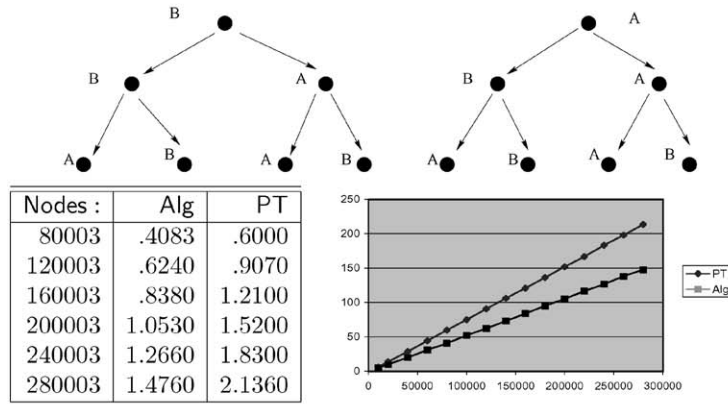 B
A
B
A
B
A
A
B
A
B
A
B
A
B
Nodes : Alg PT
80003 .4083 .6000
120003 .6240 .9070
160003 .8380 1.2100
200003 1.0530 1.5200
240003 1.2660 1.8300
280003 1.4760 2.1360
250
200
150
100
50
0
0 50000 100000 150000 200000 250000 300000
PT
Alg